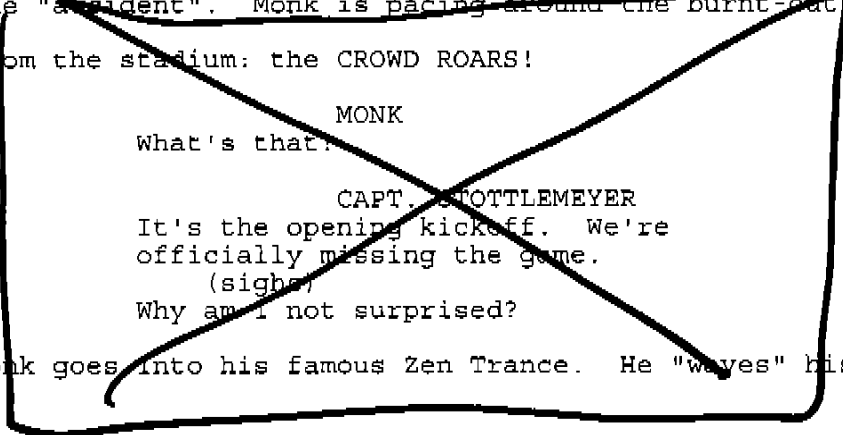 e "accident". Monk is pacing around the burnt-out
om the stadium: the CROWD ROARS!
MONK
What's that?
CAPT. STOTTLEMEYER
It's the opening kickoff. We're
officially missing the game.
(sighs)
Why am I not surprised?
nk goes into his famous Zen Trance. He "waves" his